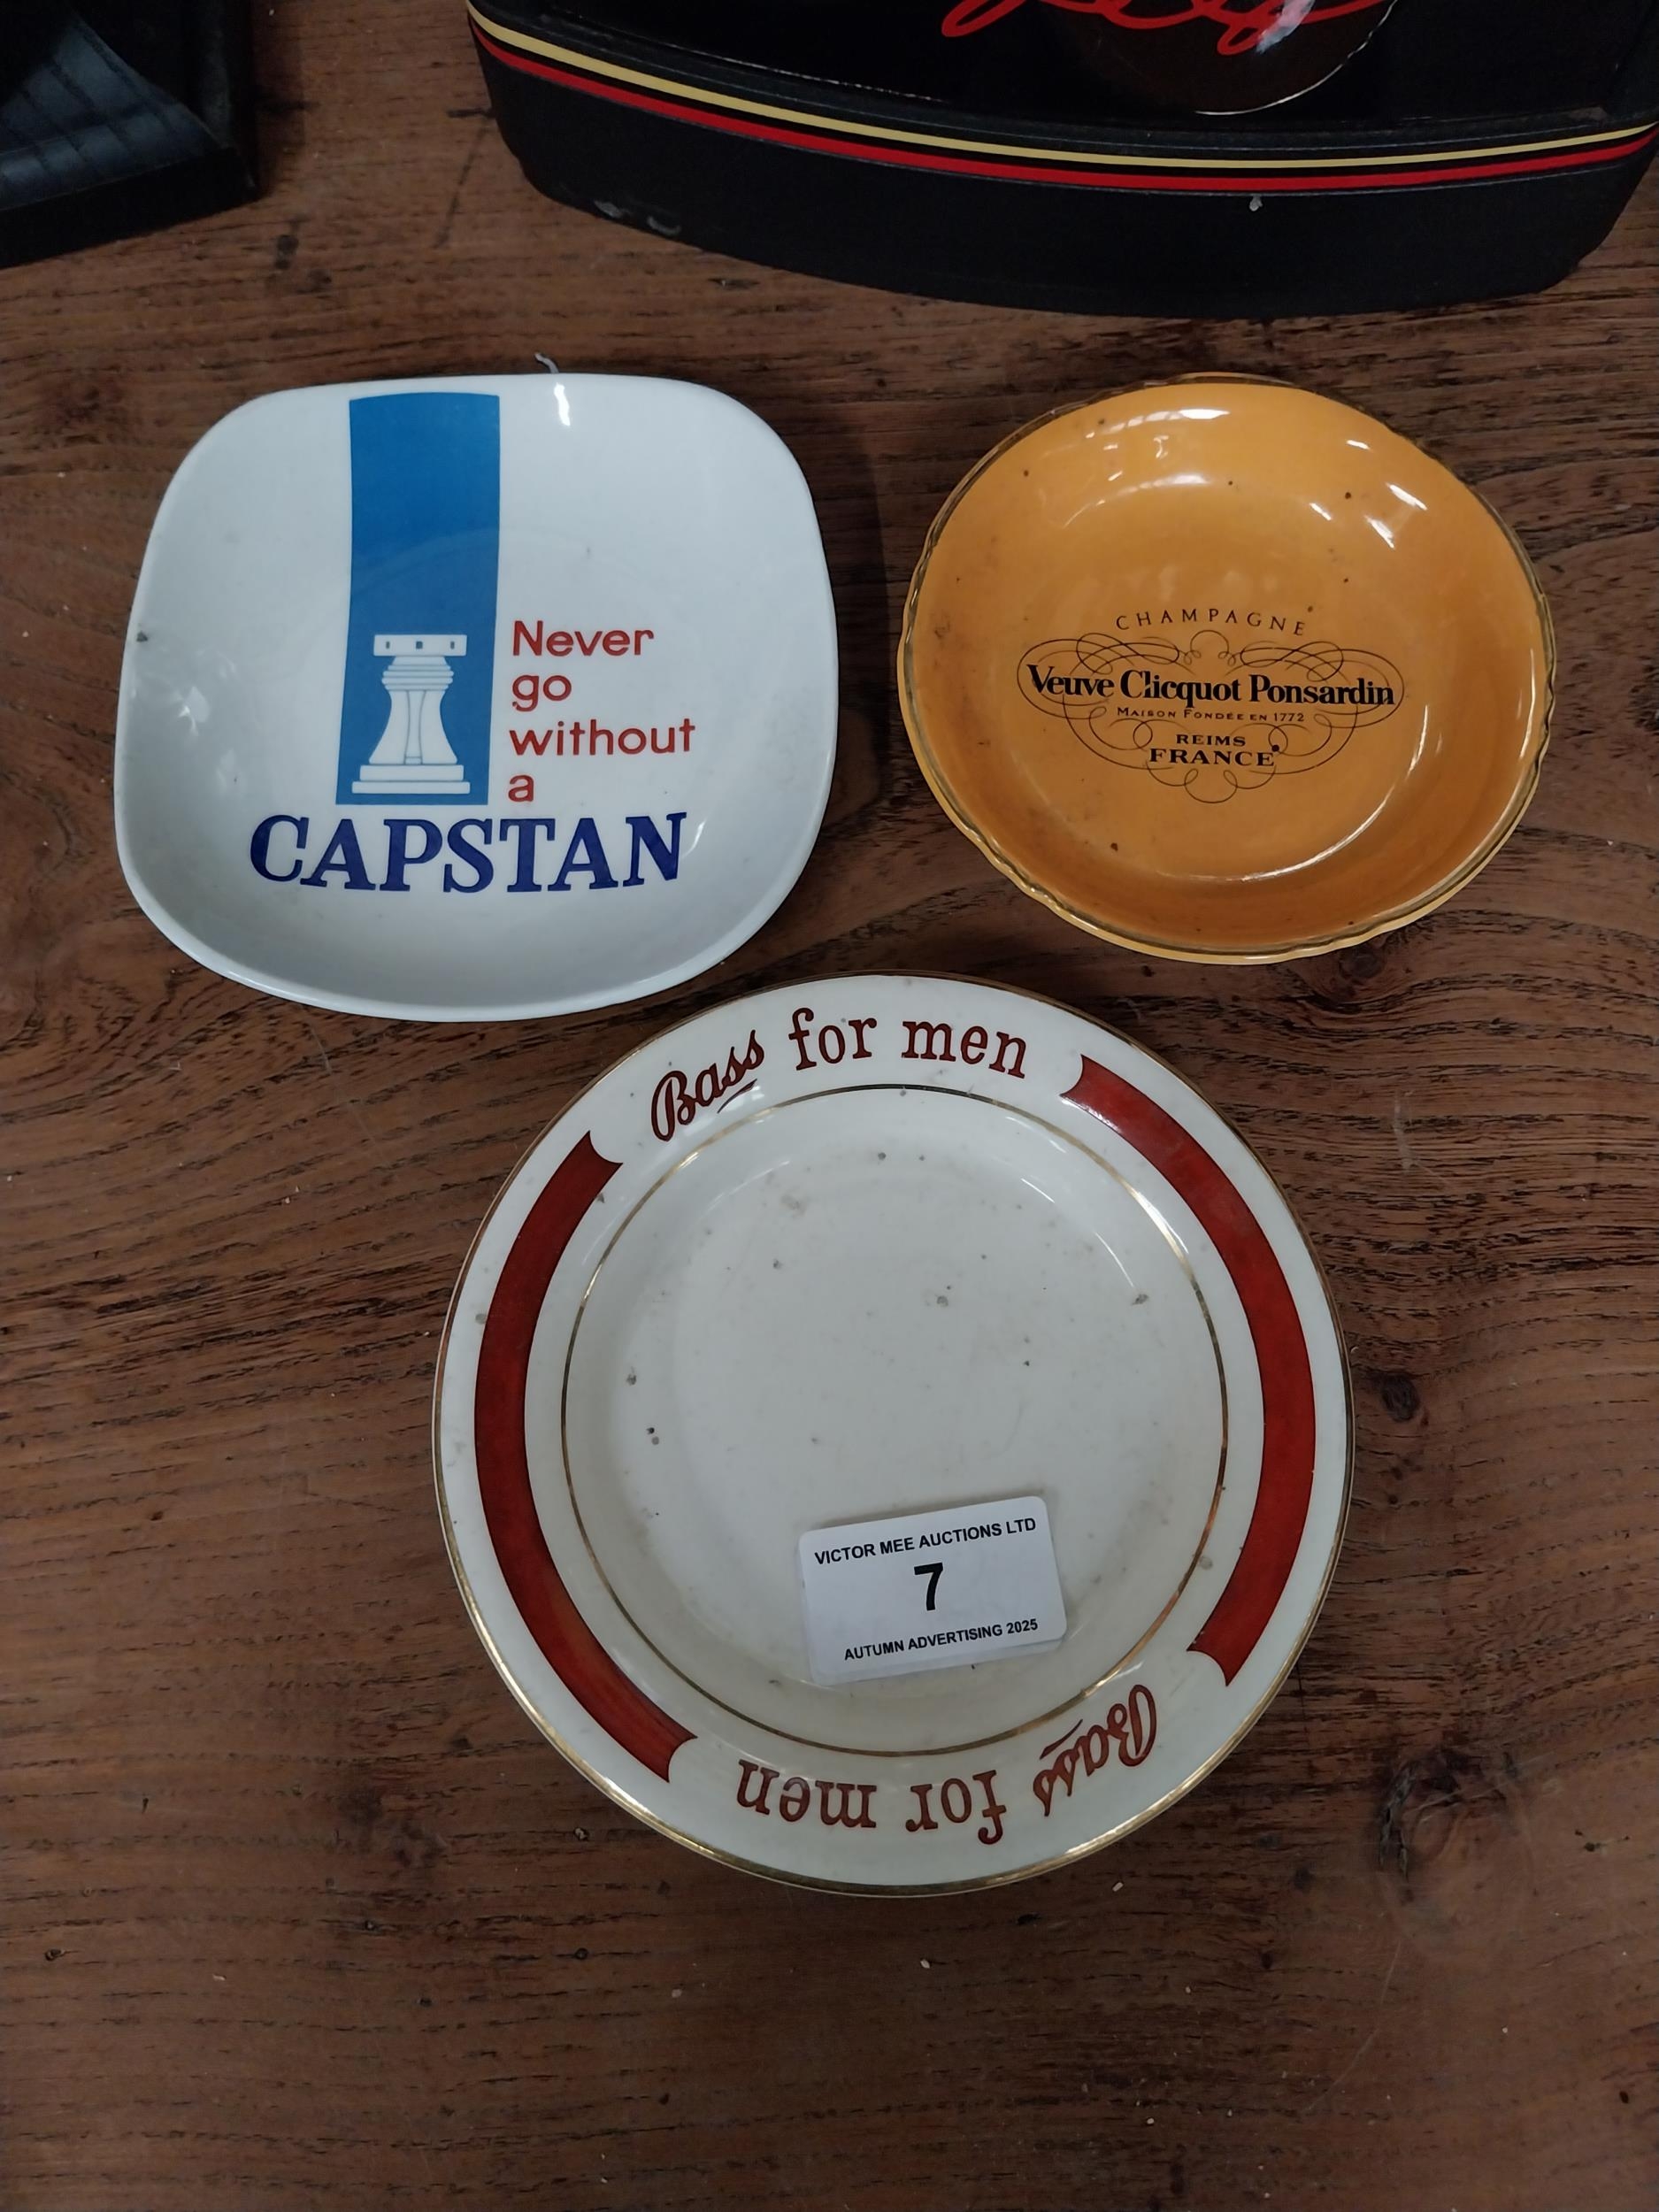 Never
go
without
a
CAPSTAN
CHAMPAGNE
Veuve Clicquot Ponsardin
MAISON FONDÉE EN 1772
REIMS
FRANCE
Bass for men
VICTOR MEE AUCTIONS LTD
7
AUTUMN ADVERTISING 2025
Bass for men